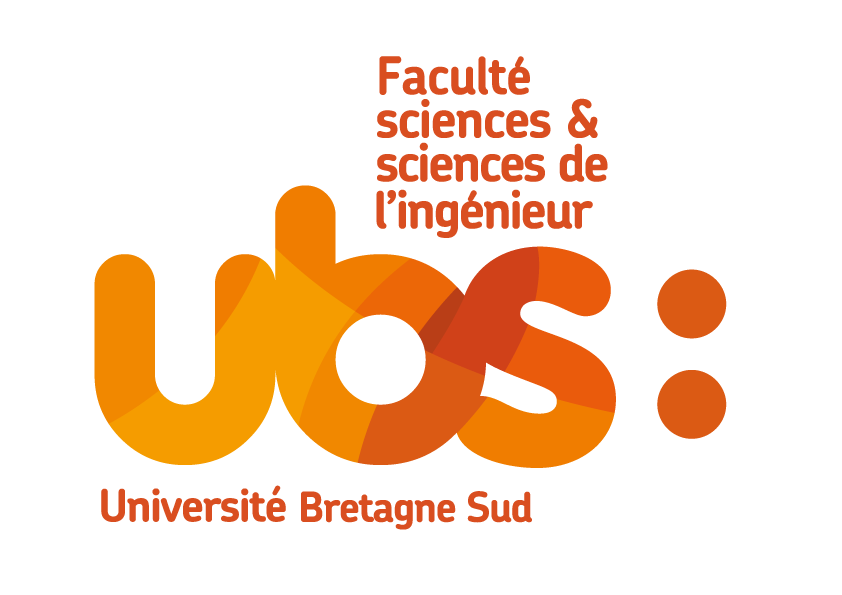 Faculté
sciences &
sciences de
l'ingénieur
ubs:
Université Bretagne Sud